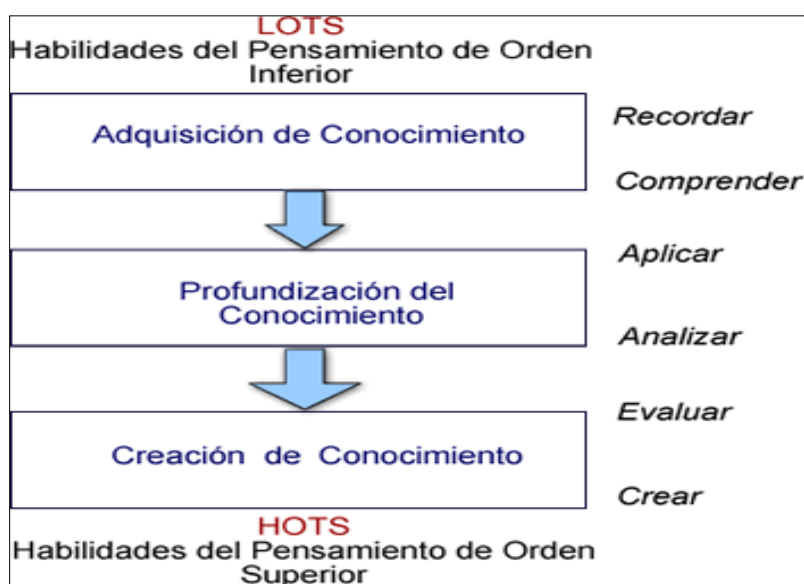 LOTS
Habilidades del Pensamiento de Orden
Inferior
Adquisición de Conocimiento
Recordar
Comprender
Profundización del
Conocimiento
Aplicar
Analizar
Creación de Conocimiento
Evaluar
Crear
HOTS
Habilidades del Pensamiento de Orden
Superior